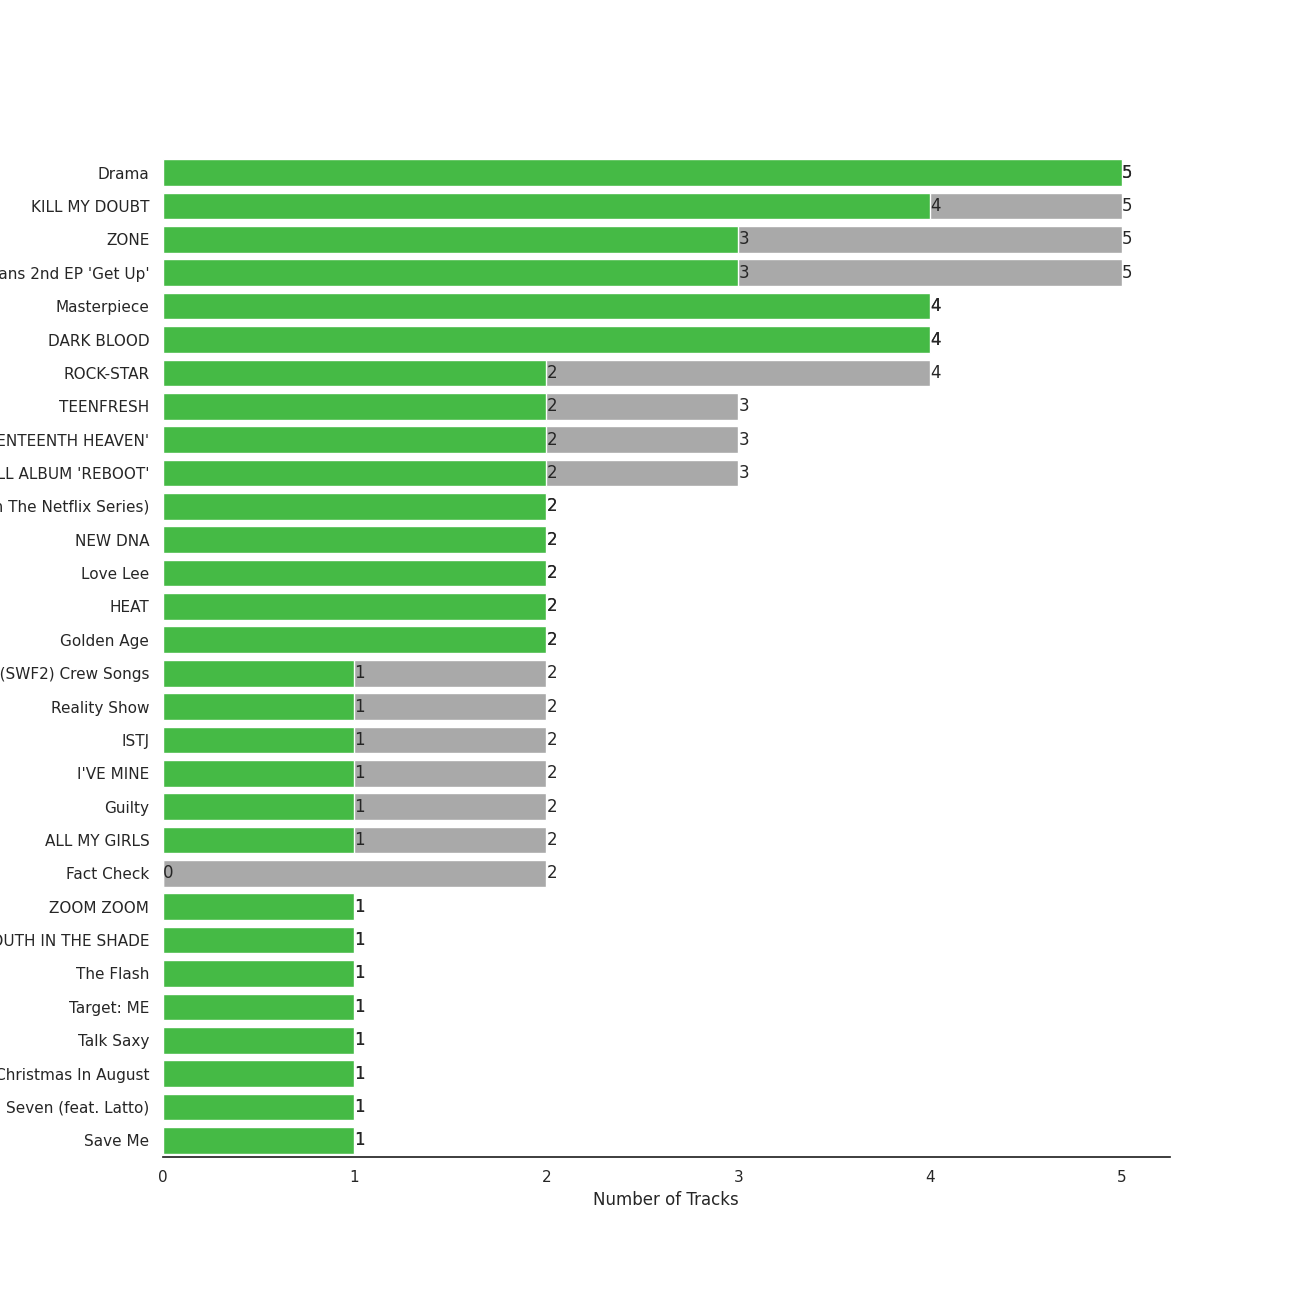 Drama 5
KILL MY DOUBT 4 5
ZONE 3 5
2nd EP 'Get Up' 3 5
Masterpiece 4
DARK BLOOD 4
ROCK-STAR 2 4
TEENFRESH 2 3
HEAVEN' 2 3
ALBUM 'REBOOT' 2 3
The Netflix Series) 2
NEW DNA 2
Love Lee 2
HEAT 2
Golden Age 2
(SWF2) Crew Songs 1 2
Reality Show 1 2
ISTJ 1 2
I'VE MINE 1 2
Guilty 1 2
ALL MY GIRLS 1 2
Fact Check 0 2
ZOOM ZOOM 1
IN THE SHADE 1
The Flash 1
Target: ME 1
Talk Saxy 1
Christmas In August 1
Seven (feat. Latto) 1
Save Me 1
0 1 2 3 4 5
Number of Tracks